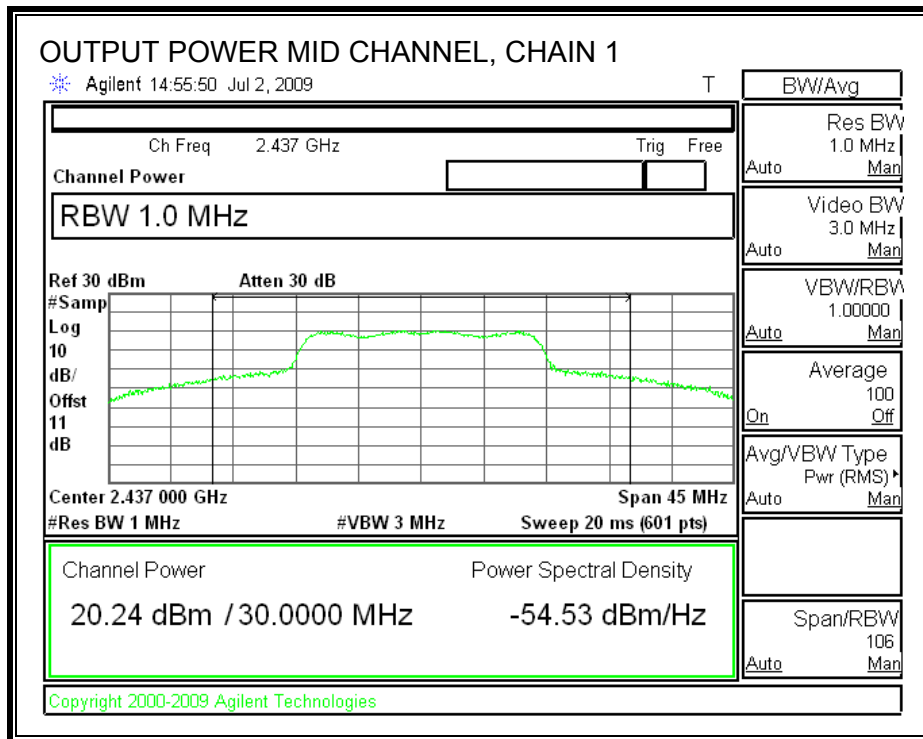 OUTPUT POWER MID CHANNEL, CHAIN 1
Agilent 14:55:50 Jul 2, 2009 T
BW/Avg
Ch Freq 2.437 GHz Trig Free
Channel Power
RBW 1.0 MHz
Ref 30 dBm Atten 30 dB
#Samp
Log
10
dB/
Offst
11
dB
Center 2.437 000 GHz Span 45 MHz
#Res BW 1 MHz #VBW 3 MHz Sweep 20 ms (601 pts)
Channel Power Power Spectral Density
20.24 dBm / 30.0000 MHz -54.53 dBm/Hz
Copyright 2000-2009 Agilent Technologies
Res BW
1.0 MHz
Auto Man
Video BW
3.0 MHz
Auto Man
VBW/RBW
1.00000
Auto Man
Average
100
On Off
Avg/VBW Type
Pwr (RMS)
Auto Man
Span/RBW
106
Auto Man